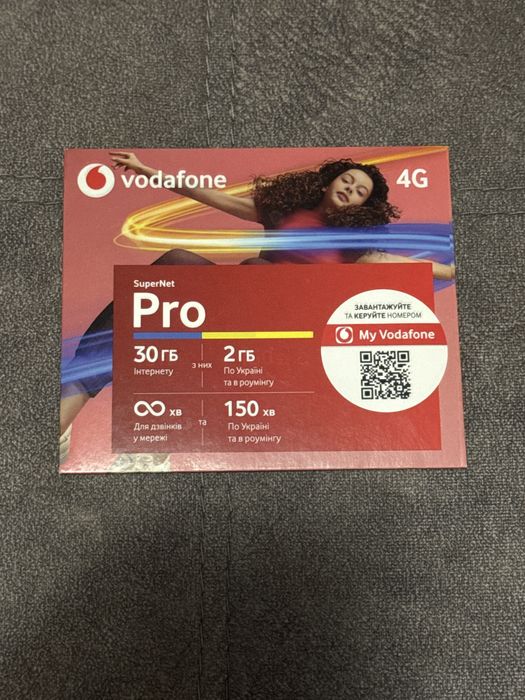 vodafone
4G
SuperNet
Pro
30 ГБ
Інтернету
з них
2 ГБ
По Україні
та в роумінгу
∞ хв
Для дзвінків
у мережі
та
150 хв
По Україні
та в роумінгу
ЗАВАНТАЖУЙТЕ
ТА КЕРУЙТЕ НОМЕРОМ
My Vodafone